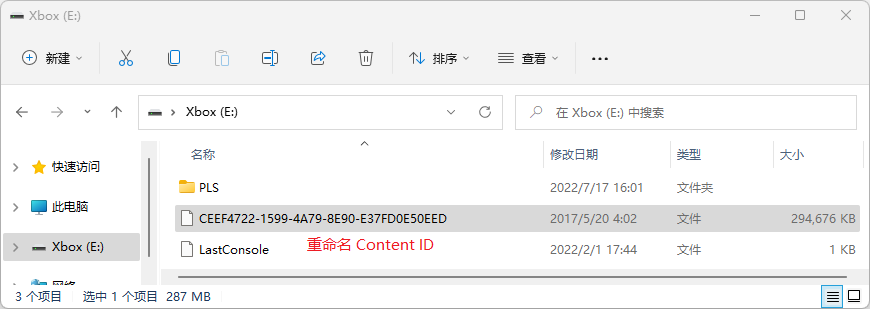 Xbox (E:)
新建
排序
查看
Xbox (E:)
在 Xbox (E:) 中搜索
快速访问
此电脑
Xbox (E:)
网络
名称 修改日期 类型 大小
PLS 2022/7/17 16:01 文件夹
CEEF4722-1599-4A79-8E90-E37FD0E50EED 2017/5/20 4:02 文件 294,676 KB
LastConsole 2022/2/1 17:44 文件 1 KB
重命名 Content ID
3 个项目 选中 1 个项目 287 MB